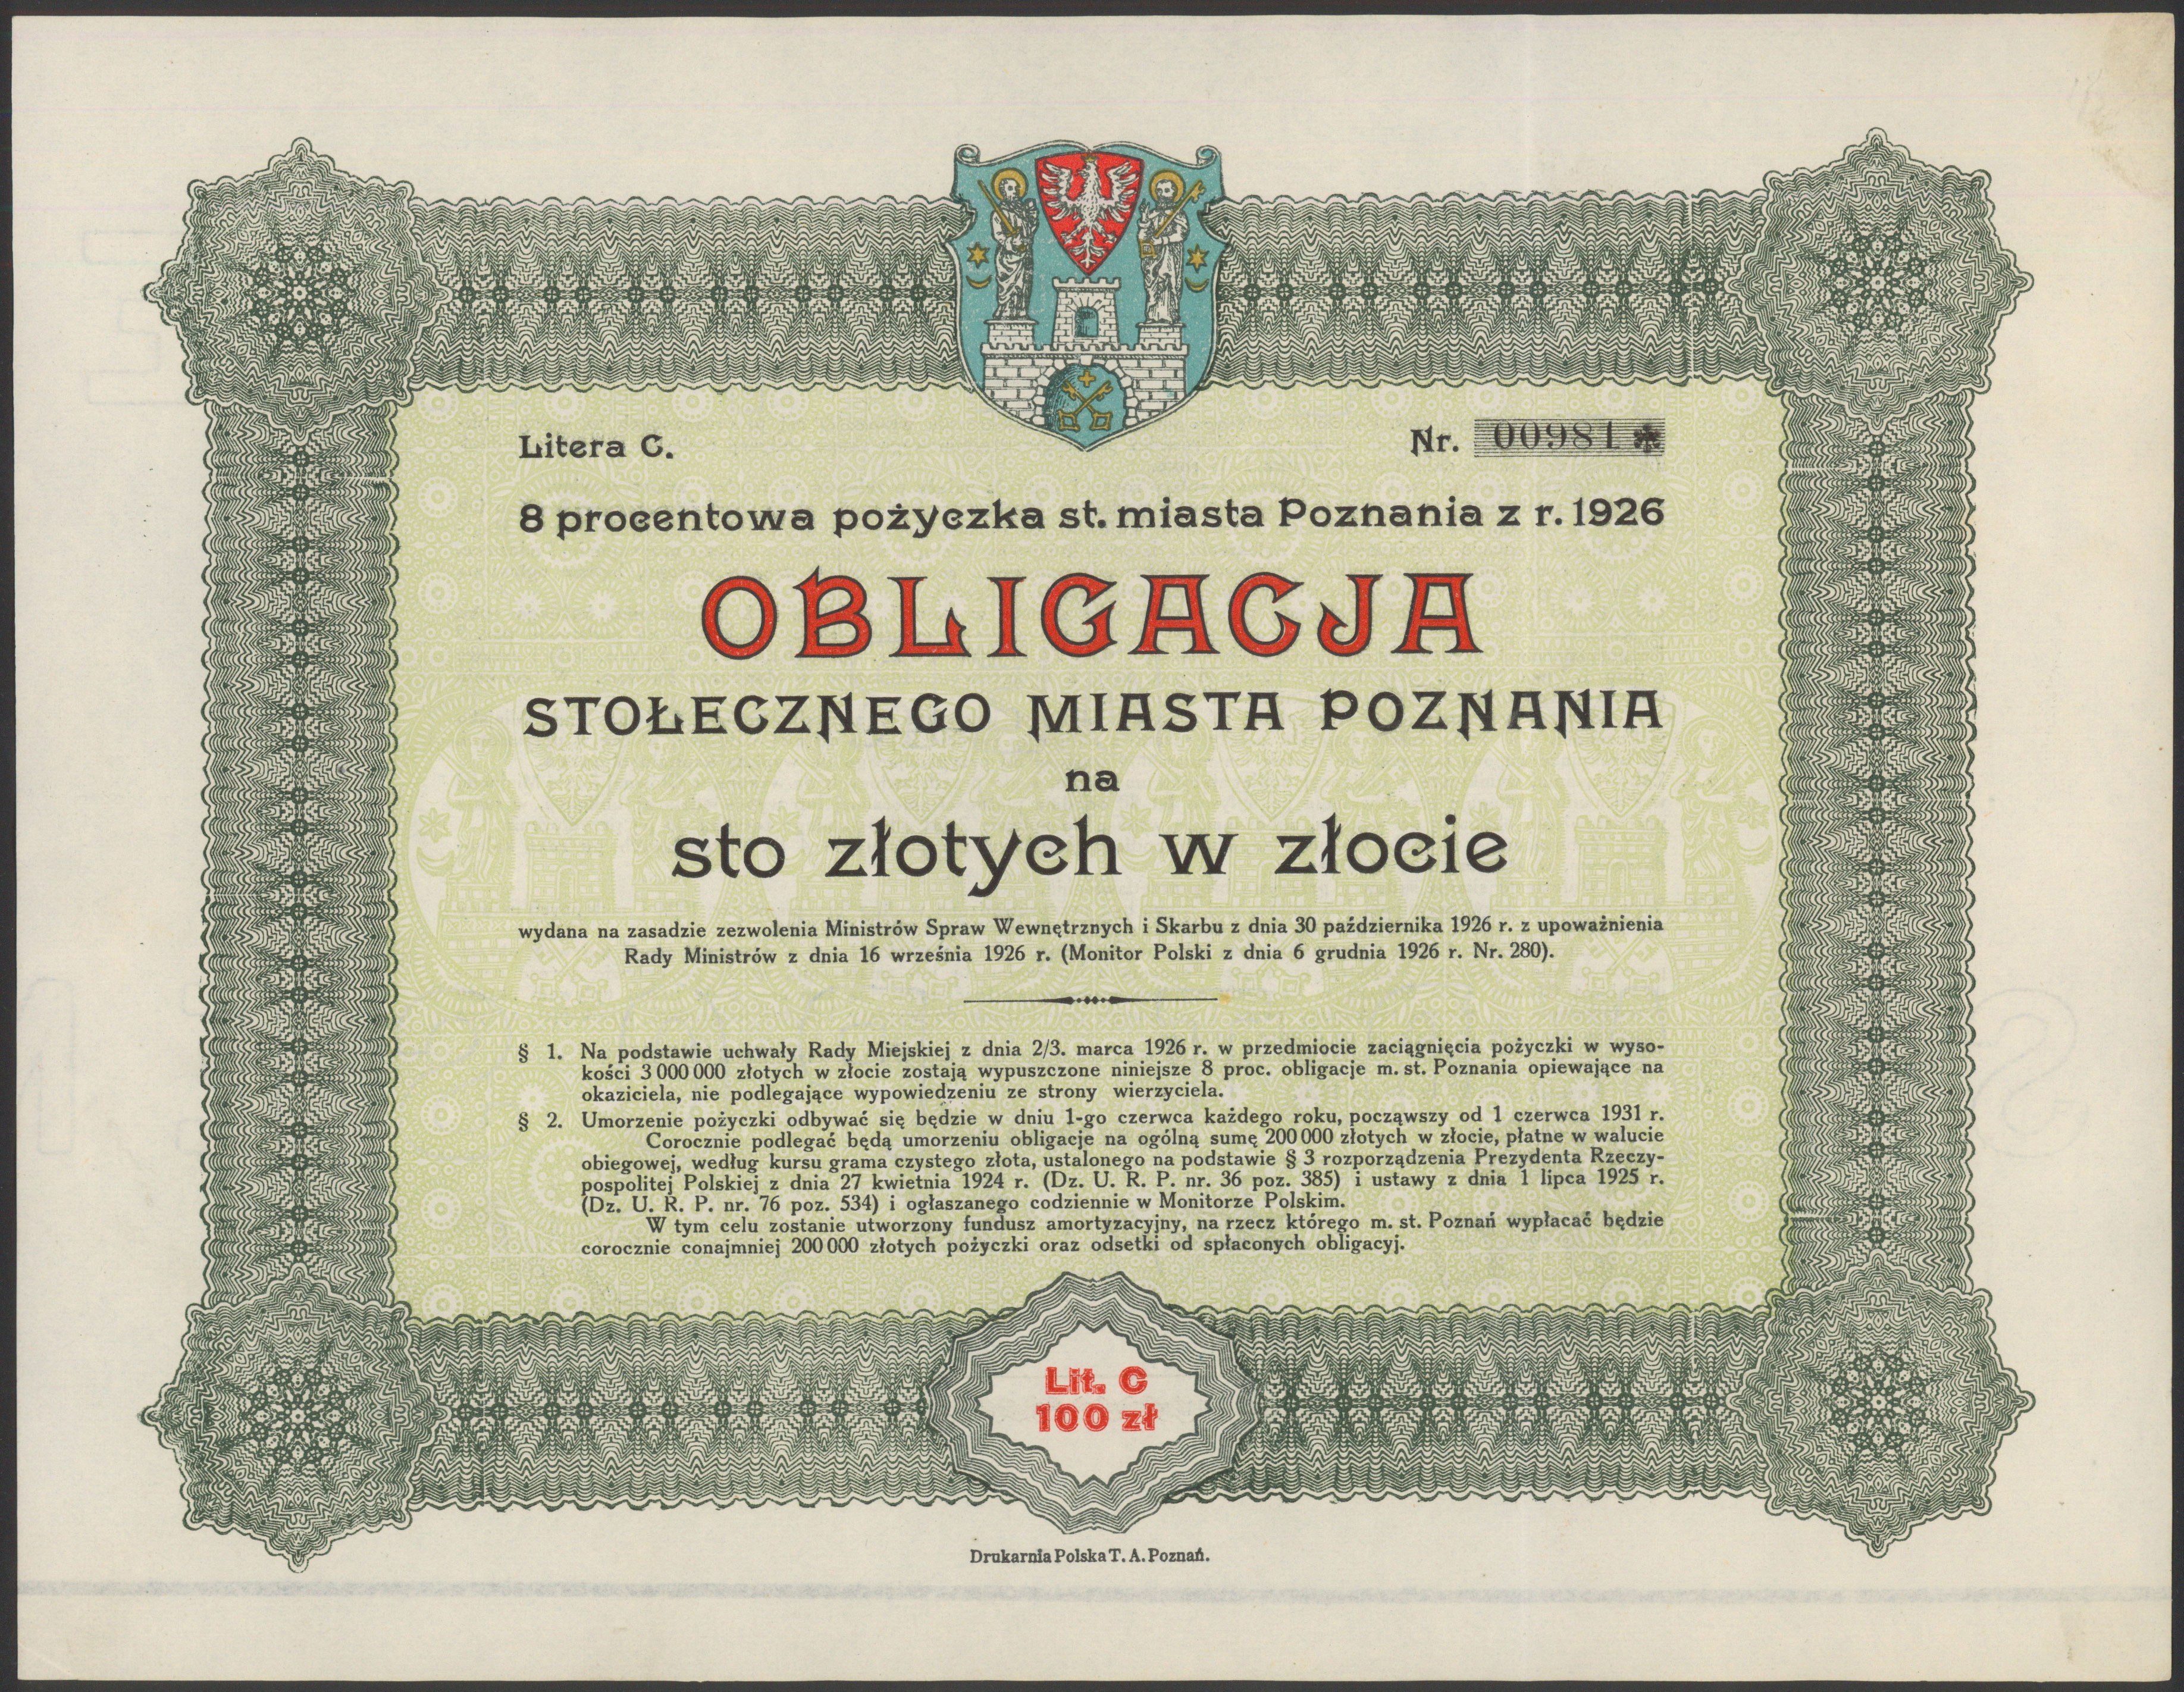 Litera C.
Nr. 00981 *
8 procentowa pożyczka st. miasta Poznania z r. 1926
OBLIGACJA
STOŁECZNEGO MIASTA POZNANIA
na
sto złotych w złocie
wydana na zasadzie zezwolenia Ministrów Spraw Wewnętrznych i Skarbu z dnia 30 października 1926 r. z upoważnienia
Rady Ministrów z dnia 16 września 1926 r. (Monitor Polski z dnia 6 grudnia 1926 r. Nr. 280).
§ 1. Na podstawie uchwały Rady Miejskiej z dnia 2/3. marca 1926 r. w przedmiocie zaciągnięcia pożyczki w wyso-
kości 3 000 000 złotych w złocie zostają wypuszczone niniejsze 8 proc. obligacje m. st. Poznania opiewające na
okaziciela, nie podlegające wypowiedzeniu ze strony wierzyciela.
§ 2. Umorzenie pożyczki odbywać się będzie w dniu 1-go czerwca każdego roku, począwszy od 1 czerwca 1931 r.
Corocznie podlegać będą umorzeniu obligacje na ogólną sumę 200 000 złotych w złocie, płatne w walucie
obiegowej, według kursu grama czystego złota, ustalonego na podstawie § 3 rozporządzenia Prezydenta Rzeczy-
pospolitej Polskiej z dnia 27 kwietnia 1924 r. (Dz. U. R. P. nr. 36 poz. 385) i ustawy z dnia 1 lipca 1925 r.
(Dz. U. R. P. nr. 76 poz. 534) i ogłaszanego codziennie w Monitorze Polskim.
W tym celu zostanie utworzony fundusz amortyzacyjny, na rzecz którego m. st. Poznań wypłacać będzie
corocznie conajmniej 200 000 złotych pożyczki oraz odsetki od spłaconych obligacyj.
Lit. C
100 zł
Drukarnia Polska T. A. Poznań.